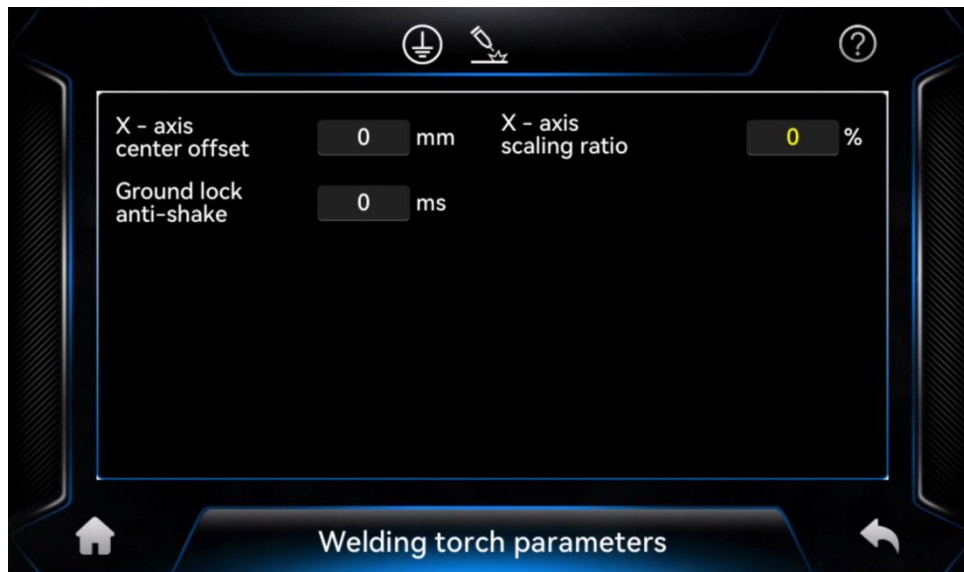 X - axis
center offset
0 mm
X - axis
scaling ratio
0 %
Ground lock
anti-shake
0 ms
Welding torch parameters